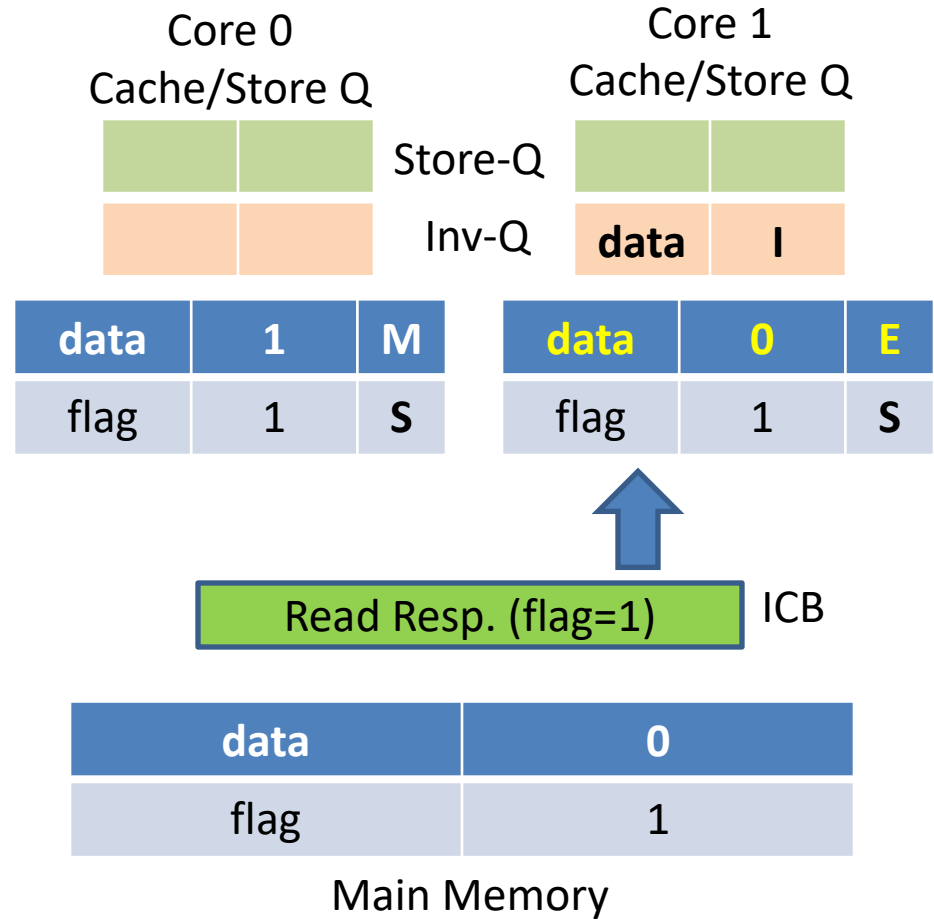 Core 0
Cache/Store Q
Core 1
Cache/Store Q
Store-Q
Inv-Q
data I
data 1 M
flag 1 S
data 0 E
flag 1 S
Read Resp. (flag=1)
ICB
data 0
flag 1
Main Memory